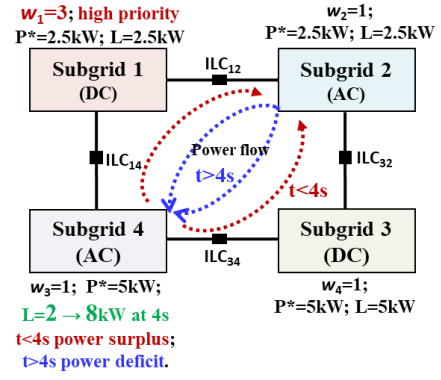 w₁=3; high priority
P*=2.5kW; L=2.5kW
w₂=1;
P*=2.5kW; L=2.5kW
Subgrid 1
(DC)
ILC₁₂
Subgrid 2
(AC)
Power flow
t>4s
t<4s
ILC₁₄
ILC₃₂
Subgrid 4
(AC)
ILC₃₄
Subgrid 3
(DC)
w₃=1; P*=5kW;
L=2 → 8kW at 4s
t<4s power surplus;
t>4s power deficit.
w₄=1;
P*=5kW; L=5kW